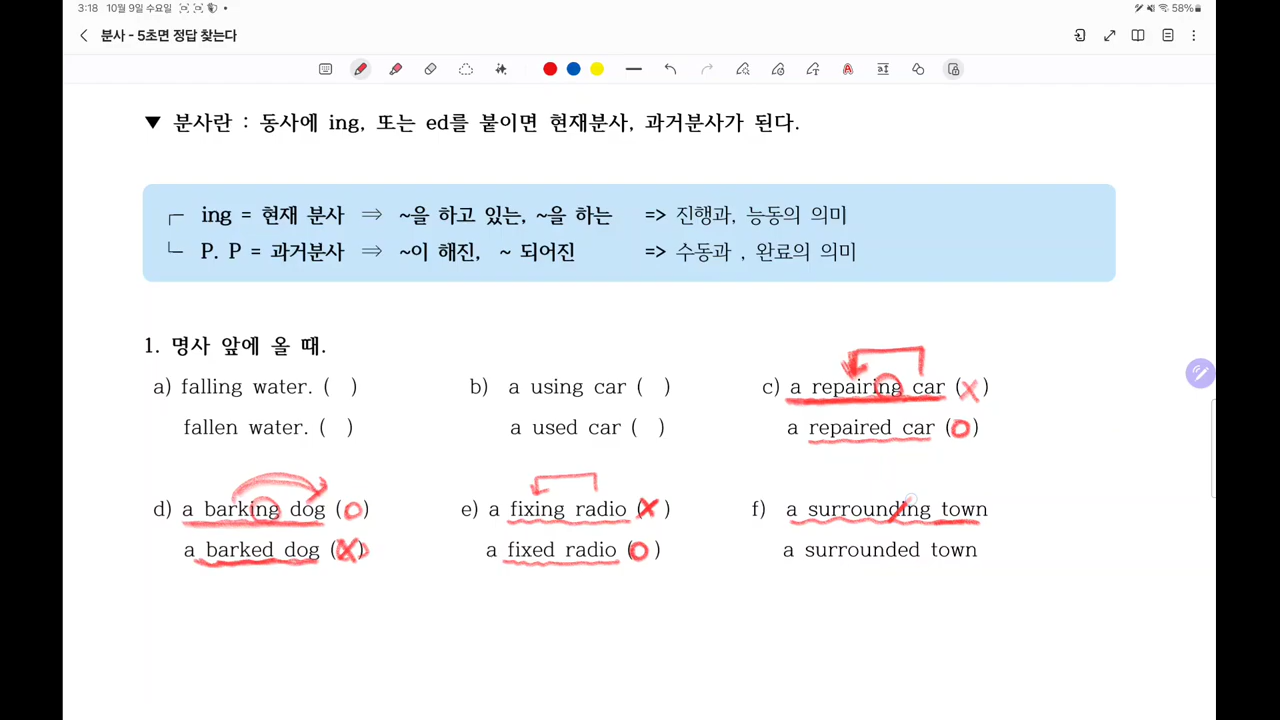 3:18 10월 9일 수요일
58%
분사 - 5초면 정답 찾는다
▼ 분사란 : 동사에 ing, 또는 ed를 붙이면 현재분사, 과거분사가 된다.
ing = 현재 분사 ⇒ ~을 하고 있는, ~을 하는 => 진행과, 능동의 의미
P. P = 과거분사 ⇒ ~이 해진, ~ 되어진 => 수동과 , 완료의 의미
1. 명사 앞에 올 때.
a) falling water. ( ) b) a using car ( ) c) a repairing car (X)
fallen water. ( ) a used car ( ) a repaired car (O)
d) a barking dog (O) e) a fixing radio (X) f) a surrounding town
a barked dog (X) a fixed radio (O) a surrounded town